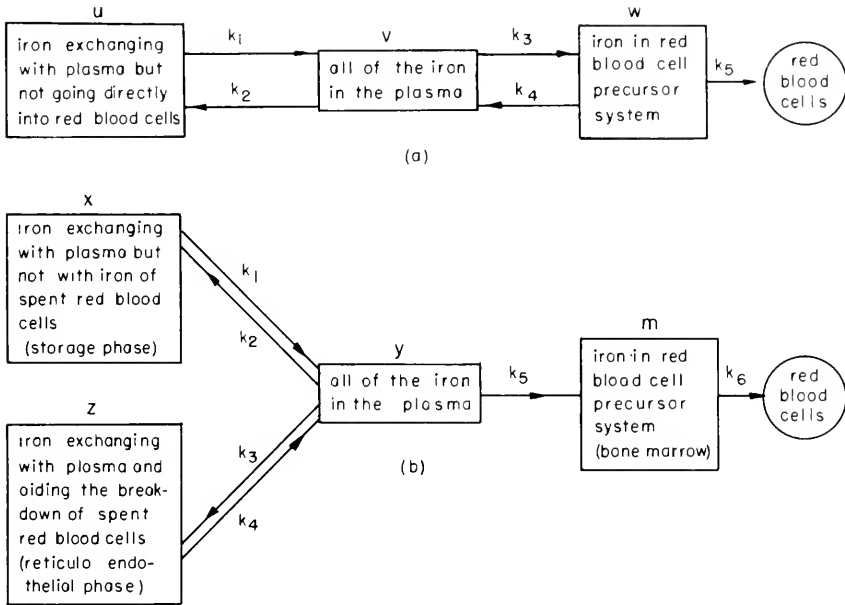 u
iron exchanging
with plasma but
not going directly
into red blood cells
k1
k2
v
all of the iron
in the plasma
k3
k4
w
iron in red
blood cell
precursor
system
k5
red
blood
cells
(a)
x
iron exchanging
with plasma but
not with iron of
spent red blood
cells
(storage phase)
k1
k2
z
Iron exchanging
with plasma and
aiding the break-
down of spent
red blood cells
(reticulo endo-
thelial phase)
k3
k4
y
all of the iron
in the plasma
k5
(b)
m
iron in red
blood cell
precursor
system
(bone marrow)
k6
red
blood
cells